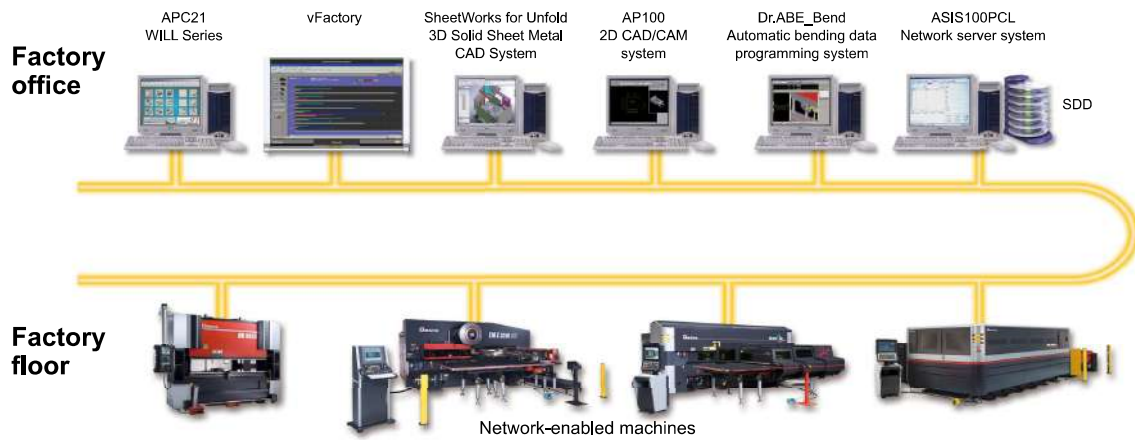 APC21
WILL Series
vFactory
SheetWorks for Unfold
3D Solid Sheet Metal
CAD System
AP100
2D CAD/CAM
system
Dr.ABE_Bend
Automatic bending data
programming system
ASIS100PCL
Network server system
Factory
office
SDD
Factory
floor
Network-enabled machines